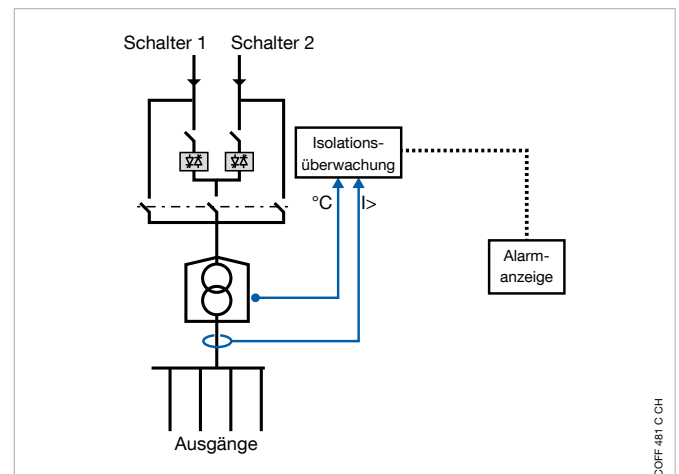 Schalter 1 Schalter 2
Isolations-
überwachung
°C I>
Alarm-
anzeige
Ausgänge
COFF 481 C CH